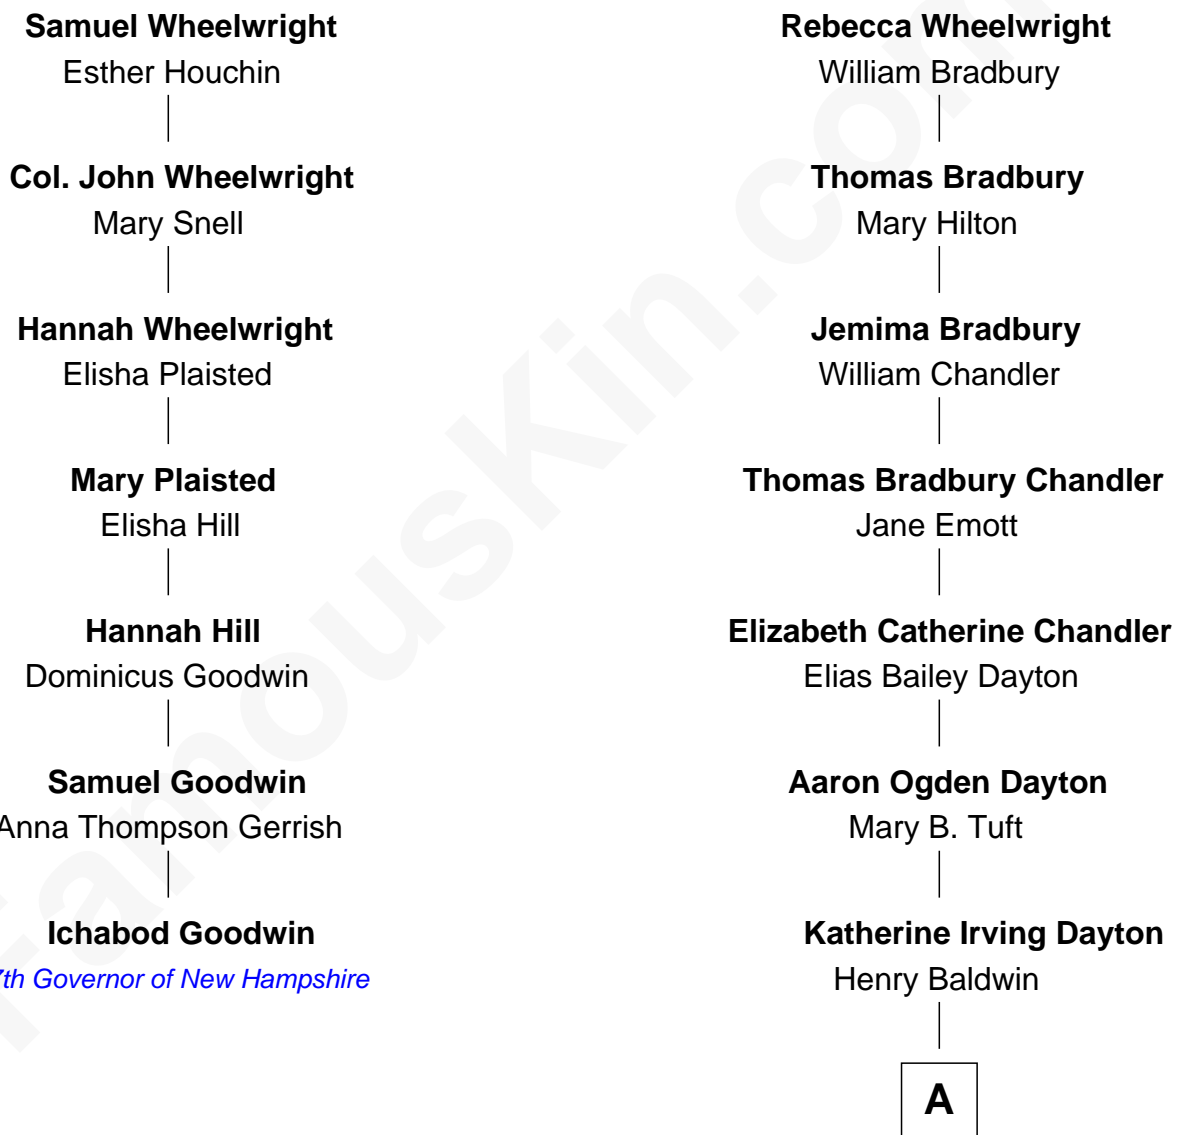 Samuel Wheelwright
Esther Houchin
Col. John Wheelwright
Mary Snell
Hannah Wheelwright
Elisha Plaisted
Mary Plaisted
Elisha Hill
Hannah Hill
Dominicus Goodwin
Samuel Goodwin
Anna Thompson Gerrish
Ichabod Goodwin
7th Governor of New Hampshire
Rebecca Wheelwright
William Bradbury
Thomas Bradbury
Mary Hilton
Jemima Bradbury
William Chandler
Thomas Bradbury Chandler
Jane Emott
Elizabeth Catherine Chandler
Elias Bailey Dayton
Aaron Ogden Dayton
Mary B. Tuft
Katherine Irving Dayton
Henry Baldwin
A
FamousKin.com